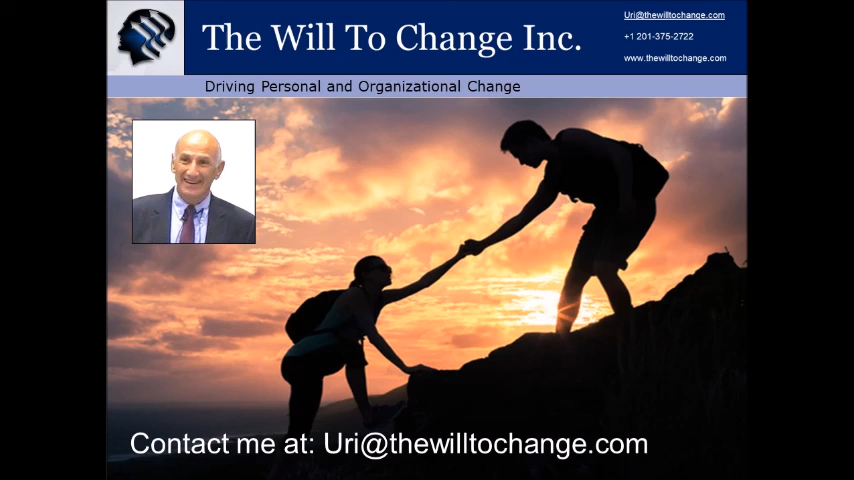 The Will To Change Inc.
Uri@thewilltochange.com
+1 201-375-2722
www.thewilltochange.com
Driving Personal and Organizational Change
Contact me at: Uri@thewilltochange.com